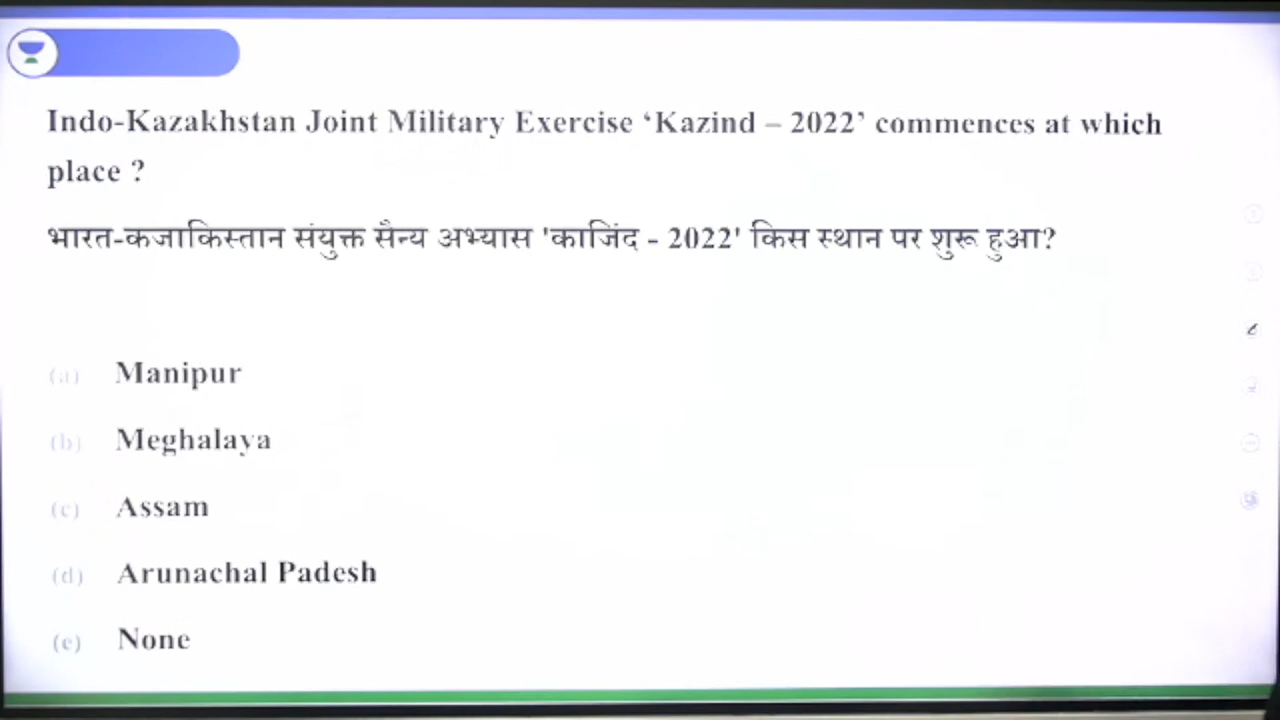 Indo-Kazakhstan Joint Military Exercise ‘Kazind – 2022’ commences at which
place ?
भारत-कजाकिस्तान संयुक्त सैन्य अभ्यास 'काजिंद - 2022' किस स्थान पर शुरू हुआ?
(a) Manipur
(b) Meghalaya
(c) Assam
(d) Arunachal Padesh
(e) None